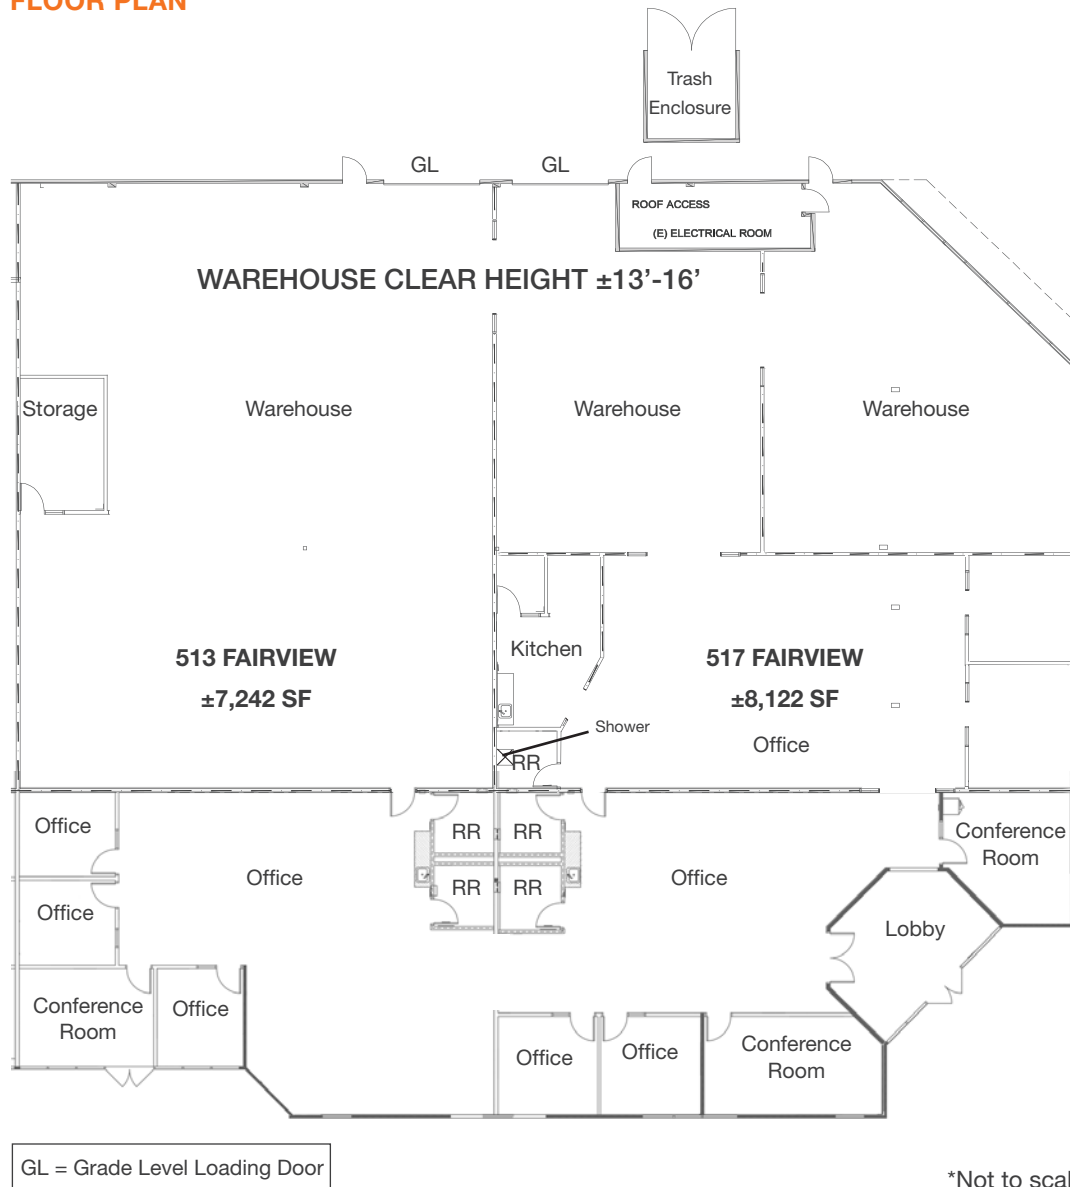 FLOOR PLAN
Trash
Enclosure
GL
GL
ROOF ACCESS
(E) ELECTRICAL ROOM
WAREHOUSE CLEAR HEIGHT ±13’-16’
Storage
Warehouse
Warehouse
Warehouse
Kitchen
513 FAIRVIEW
±7,242 SF
517 FAIRVIEW
±8,122 SF
Shower
Office
RR
Office
RR
RR
Conference
Room
Office
Office
RR
RR
Office
Lobby
Conference
Room
Office
Office
Office
Conference
Room
GL = Grade Level Loading Door
*Not to scal